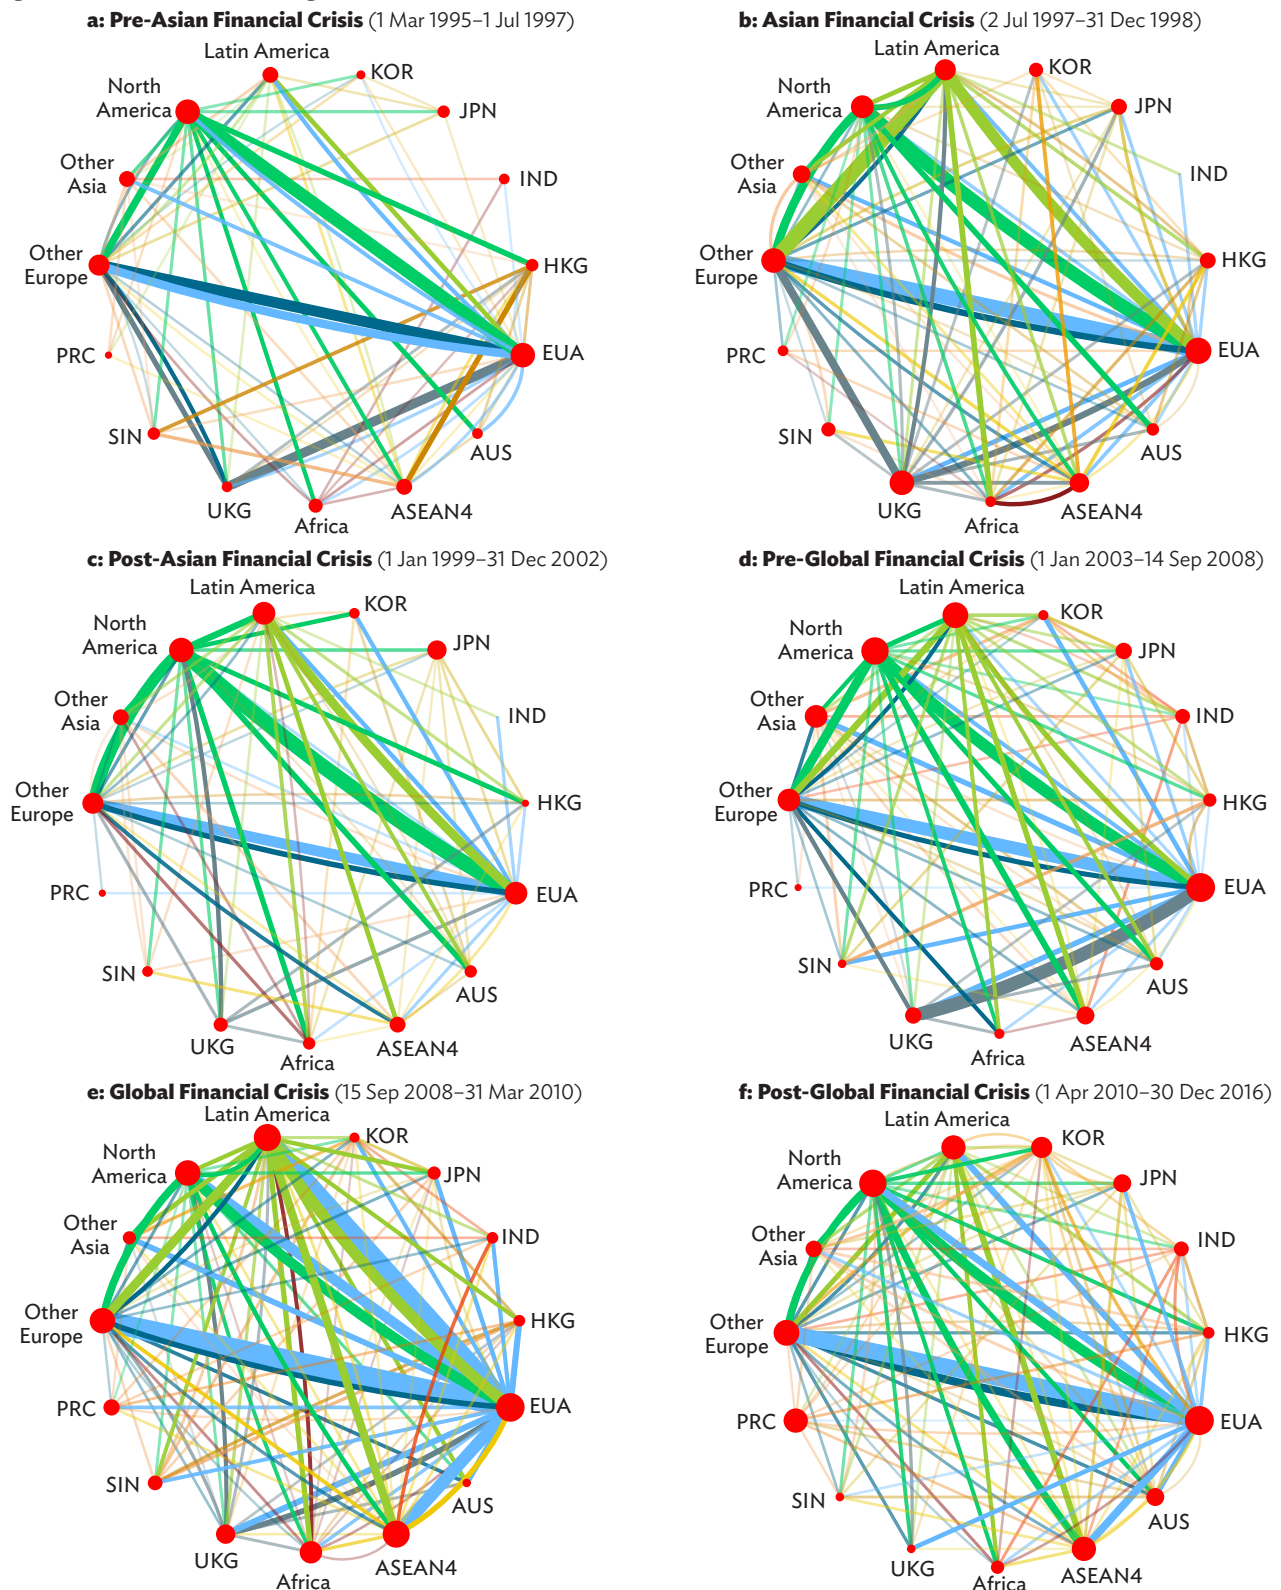 a: Pre-Asian Financial Crisis (1 Mar 1995–1 Jul 1997)
Latin America
KOR
North
America
JPN
Other
Asia
IND
Other
Europe
HKG
PRC
EUA
SIN
AUS
UKG
Africa
ASEAN4
b: Asian Financial Crisis (2 Jul 1997–31 Dec 1998)
Latin America
KOR
North
America
JPN
Other
Asia
IND
Other
Europe
HKG
PRC
EUA
SIN
AUS
UKG
Africa
ASEAN4
c: Post-Asian Financial Crisis (1 Jan 1999–31 Dec 2002)
Latin America
KOR
North
America
JPN
Other
Asia
IND
Other
Europe
HKG
PRC
EUA
SIN
AUS
UKG
Africa
ASEAN4
d: Pre-Global Financial Crisis (1 Jan 2003–14 Sep 2008)
Latin America
KOR
North
America
JPN
Other
Asia
IND
Other
Europe
HKG
PRC
EUA
SIN
AUS
UKG
Africa
ASEAN4
e: Global Financial Crisis (15 Sep 2008–31 Mar 2010)
Latin America
KOR
North
America
JPN
Other
Asia
IND
Other
Europe
HKG
PRC
EUA
SIN
AUS
UKG
Africa
ASEAN4
f: Post-Global Financial Crisis (1 Apr 2010–30 Dec 2016)
Latin America
KOR
North
America
JPN
Other
Asia
IND
Other
Europe
HKG
PRC
EUA
SIN
AUS
UKG
Africa
ASEAN4